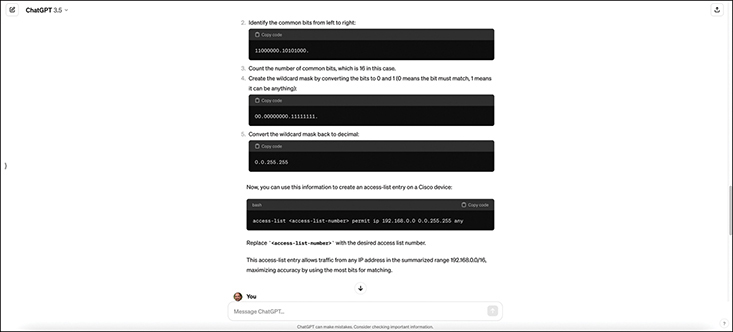 ChatGPT 3.5
2. Identify the common bits from left to right:
Copy code
11000000.10101000.
3. Count the number of common bits, which is 16 in this case.
4. Create the wildcard mask by converting the bits to 0 and 1 (0 means the bit must match, 1 means
it can be anything):
Copy code
00.00000000.11111111.
5. Convert the wildcard mask back to decimal:
Copy code
0.0.255.255
Now, you can use this information to create an access-list entry on a Cisco device:
bash Copy code
access-list <access-list-number> permit ip 192.168.0.0 0.0.255.255 any
Replace `<access-list-number>` with the desired access list number.
This access-list entry allows traffic from any IP address in the summarized range 192.168.0.0/16,
maximizing accuracy by using the most bits for matching.
)
You
Message ChatGPT...
ChatGPT can make mistakes. Consider checking important information.
?